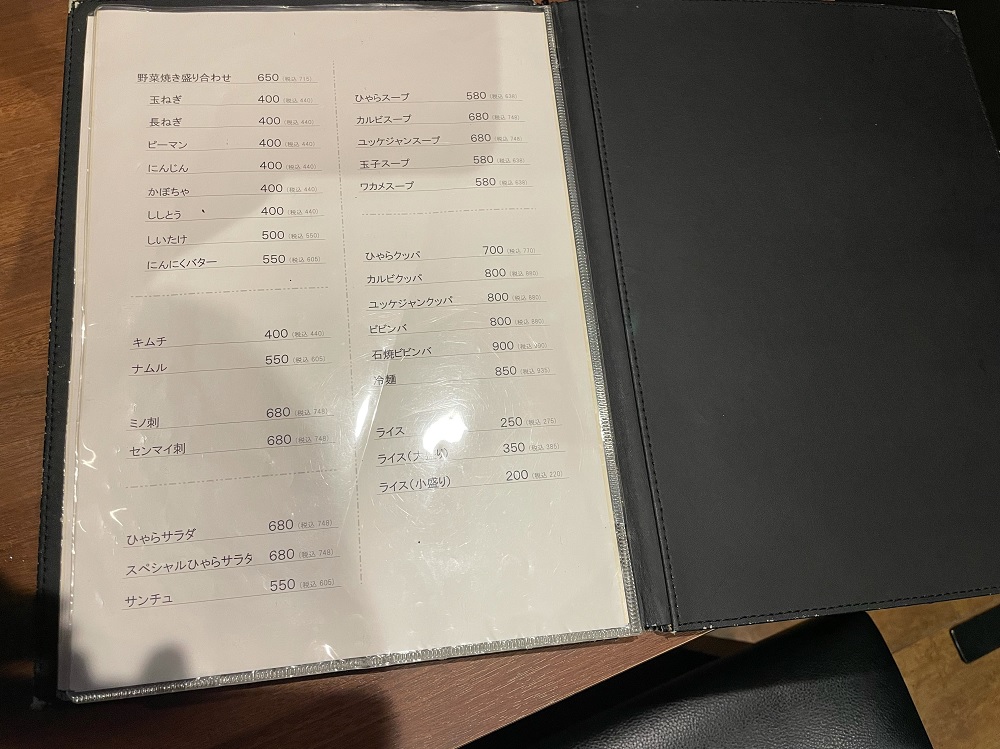 野菜焼き盛り合わせ 650 (税込 715)
玉ねぎ 400 (税込 440)
長ねぎ 400 (税込 440)
ピーマン 400 (税込 440)
にんじん 400 (税込 440)
かぼちゃ 400 (税込 440)
ししとう 400 (税込 440)
しいたけ 500 (税込 550)
にんにくバター 550 (税込 605)
キムチ 400 (税込 440)
ナムル 550 (税込 605)
ミノ刺 680 (税込 748)
センマイ刺 680 (税込 748)
ひゃらサラダ 680 (税込 748)
スペシャルひゃらサラダ 680 (税込 748)
サンチュ 550 (税込 605)
ひゃらスープ 580 (税込 638)
カルビスープ 680 (税込 748)
ユッケジャンスープ 680 (税込 748)
玉子スープ 580 (税込 638)
ワカメスープ 580 (税込 638)
ひゃらクッパ 700 (税込 770)
カルビクッパ 800 (税込 880)
ユッケジャンクッパ 800 (税込 880)
ビビンバ 800 (税込 880)
石焼ビビンバ 900 (税込 990)
冷麺 850 (税込 935)
ライス 250 (税込 275)
ライス(大盛り) 350 (税込 385)
ライス(小盛り) 200 (税込 220)